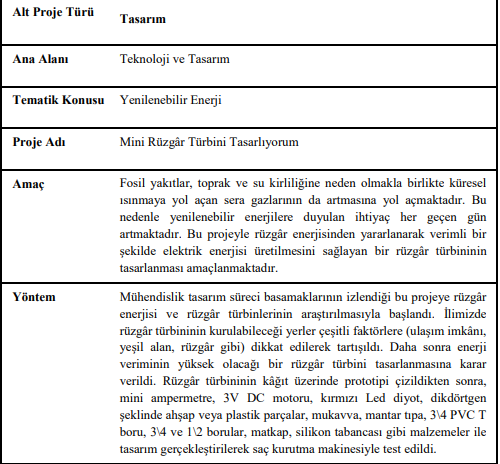 Alt Proje Türü
Tasarım
Ana Alanı
Teknoloji ve Tasarım
Tematik Konusu
Yenilenebilir Enerji
Proje Adı
Mini Rüzgâr Türbini Tasarlıyorum
Amaç
Fosil yakıtlar, toprak ve su kirliliğine neden olmakla birlikte küresel
ısınmaya yol açan sera gazlarının da artmasına yol açmaktadır. Bu
nedenle yenilenebilir enerjilere duyulan ihtiyaç her geçen gün
artmaktadır. Bu projeyle rüzgâr enerjisinden yararlanarak verimli bir
şekilde elektrik enerjisi üretilmesini sağlayan bir rüzgâr türbininin
tasarlanması amaçlanmaktadır.
Yöntem
Mühendislik tasarım süreci basamaklarının izlendiği bu projeye rüzgâr
enerjisi ve rüzgâr türbinlerinin araştırılmasıyla başlandı. İlimizde
rüzgâr türbininin kurulabileceği yerler çeşitli faktörlere (ulaşım imkânı,
yeşil alan, rüzgâr gibi) dikkat edilerek tartışıldı. Daha sonra enerji
veriminin yüksek olacağı bir rüzgâr türbini tasarlanmasına karar
verildi. Rüzgâr türbininin kâğıt üzerinde prototipi çizildikten sonra,
mini ampermetre, 3V DC motoru, kırmızı Led diyot, dikdörtgen
şeklinde ahşap veya plastik parçalar, mukavva, mantar tıpa, 3\4 PVC T
boru, 3\4 ve 1\2 borular, matkap, silikon tabancası gibi malzemeler ile
tasarım gerçekleştirilerek saç kurutma makinesiyle test edildi.